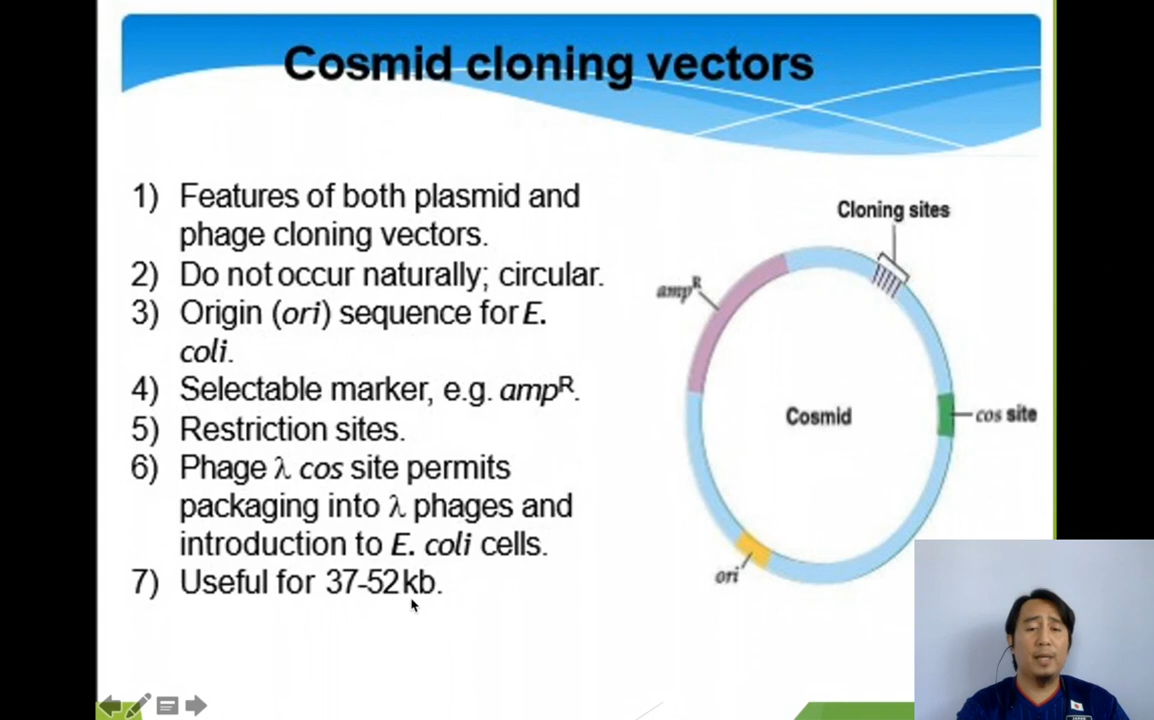 Cosmid cloning vectors
1) Features of both plasmid and
phage cloning vectors.
2) Do not occur naturally; circular.
3) Origin (ori) sequence for E.
coli.
4) Selectable marker, e.g. ampᴿ.
5) Restriction sites.
6) Phage λ cos site permits
packaging into λ phages and
introduction to E. coli cells.
7) Useful for 37-52kb.
Cloning sites
ampᴿ
Cosmid
cos site
ori